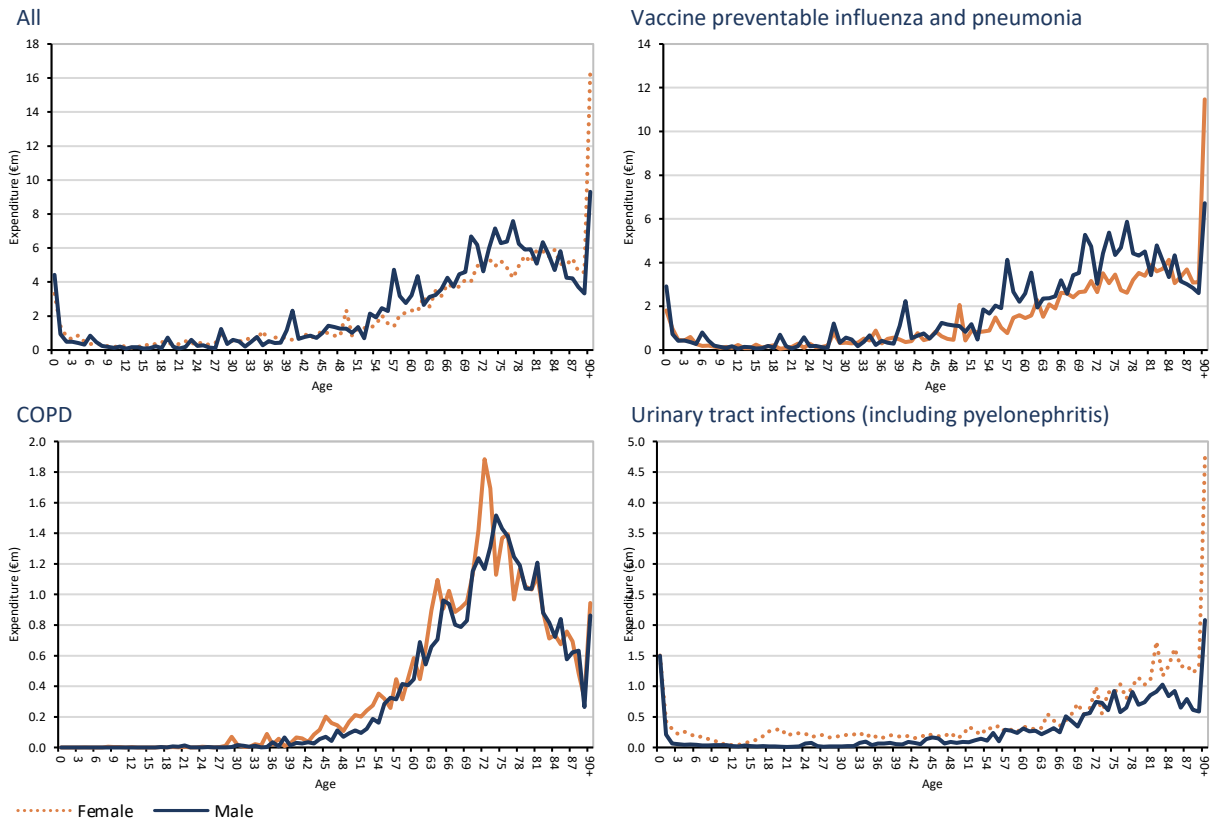 All
Expenditure (€m)
18
16
14
12
10
8
6
4
2
0
0 3 6 9 12 15 18 21 24 27 30 33 36 39 42 45 48 51 54 57 60 63 66 69 72 75 78 81 84 87 90+
Age
Vaccine preventable influenza and pneumonia
Expenditure (€m)
14
12
10
8
6
4
2
0
0 3 6 9 12 15 18 21 24 27 30 33 36 39 42 45 48 51 54 57 60 63 66 69 72 75 78 81 84 87 90+
Age
COPD
Expenditure (€m)
2.0
1.8
1.6
1.4
1.2
1.0
0.8
0.6
0.4
0.2
0.0
0 3 6 9 12 15 18 21 24 27 30 33 36 39 42 45 48 51 54 57 60 63 66 69 72 75 78 81 84 87 90+
Age
Urinary tract infections (including pyelonephritis)
Expenditure (€m)
5.0
4.5
4.0
3.5
3.0
2.5
2.0
1.5
1.0
0.5
0.0
0 3 6 9 12 15 18 21 24 27 30 33 36 39 42 45 48 51 54 57 60 63 66 69 72 75 78 81 84 87 90+
Age
Female Male